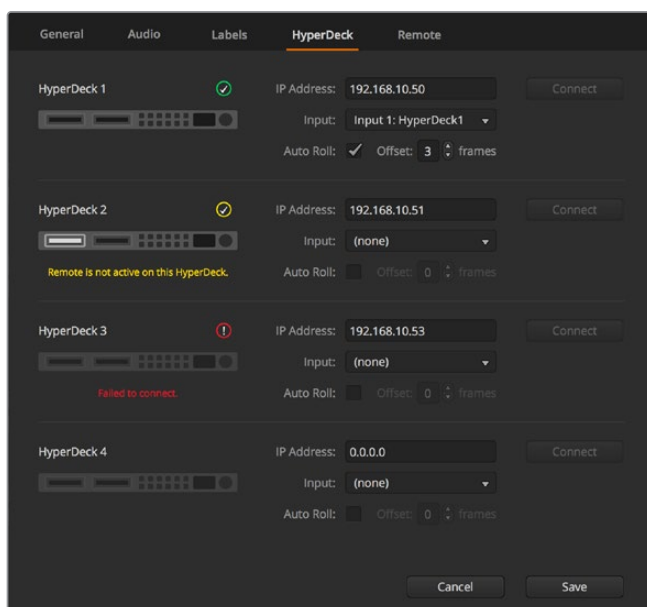 General Audio Labels HyperDeck Remote
HyperDeck 1 IP Address: 192.168.10.50 Connect
Input: Input 1: HyperDeck1
Auto Roll: Offset: 3 frames
HyperDeck 2 IP Address: 192.168.10.51 Connect
Input: (none)
Remote is not active on this HyperDeck. Auto Roll: Offset: 0 frames
HyperDeck 3 IP Address: 192.168.10.53 Connect
Input: (none)
Failed to connect. Auto Roll: Offset: 0 frames
HyperDeck 4 IP Address: 0.0.0.0 Connect
Input: (none)
Auto Roll: Offset: 0 frames
Cancel Save